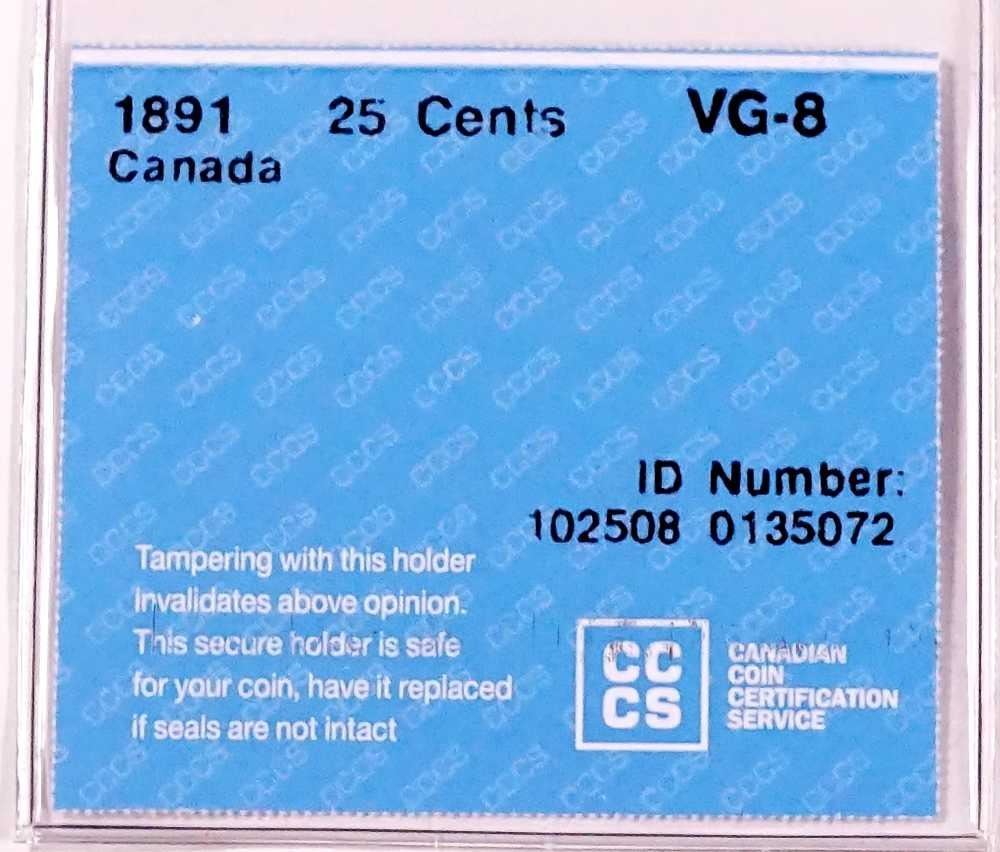 1891 25 Cents VG-8
Canada
ID Number:
102508 0135072
Tampering with this holder
invalidates above opinion.
This secure holder is safe
for your coin, have it replaced
if seals are not intact
CC
CS
CANADIAN
COIN
CERTIFICATION
SERVICE